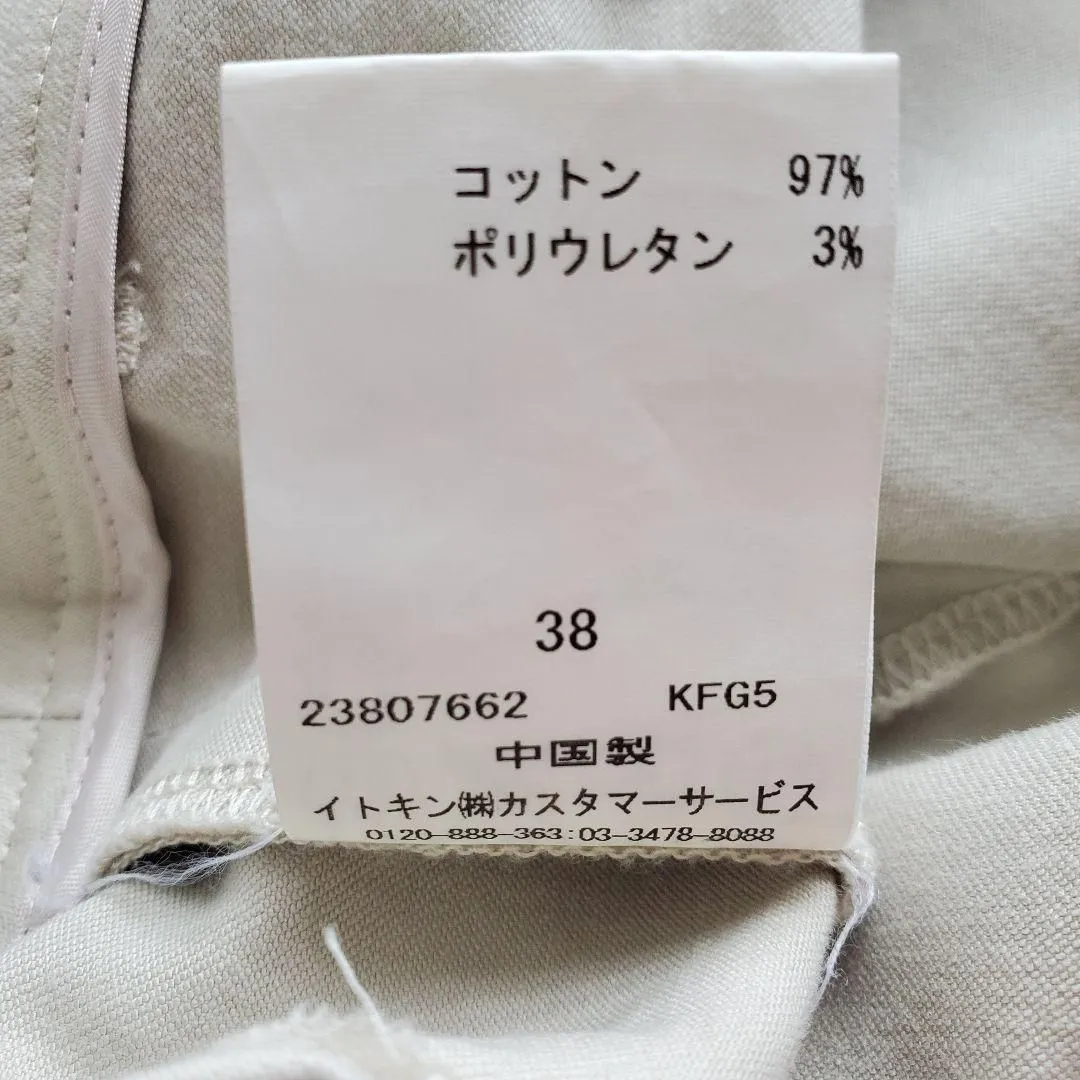 コットン 97%
ポリウレタン 3%
38
23807662 KFG5
中国製
イトキン㈱カスタマーサービス
0120-888-363:03-3478-8088